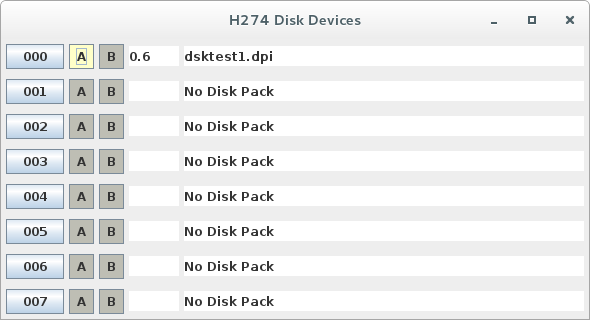 H274 Disk Devices
000 A B 0.6 dsktest1.dpi
001 A B No Disk Pack
002 A B No Disk Pack
003 A B No Disk Pack
004 A B No Disk Pack
005 A B No Disk Pack
006 A B No Disk Pack
007 A B No Disk Pack